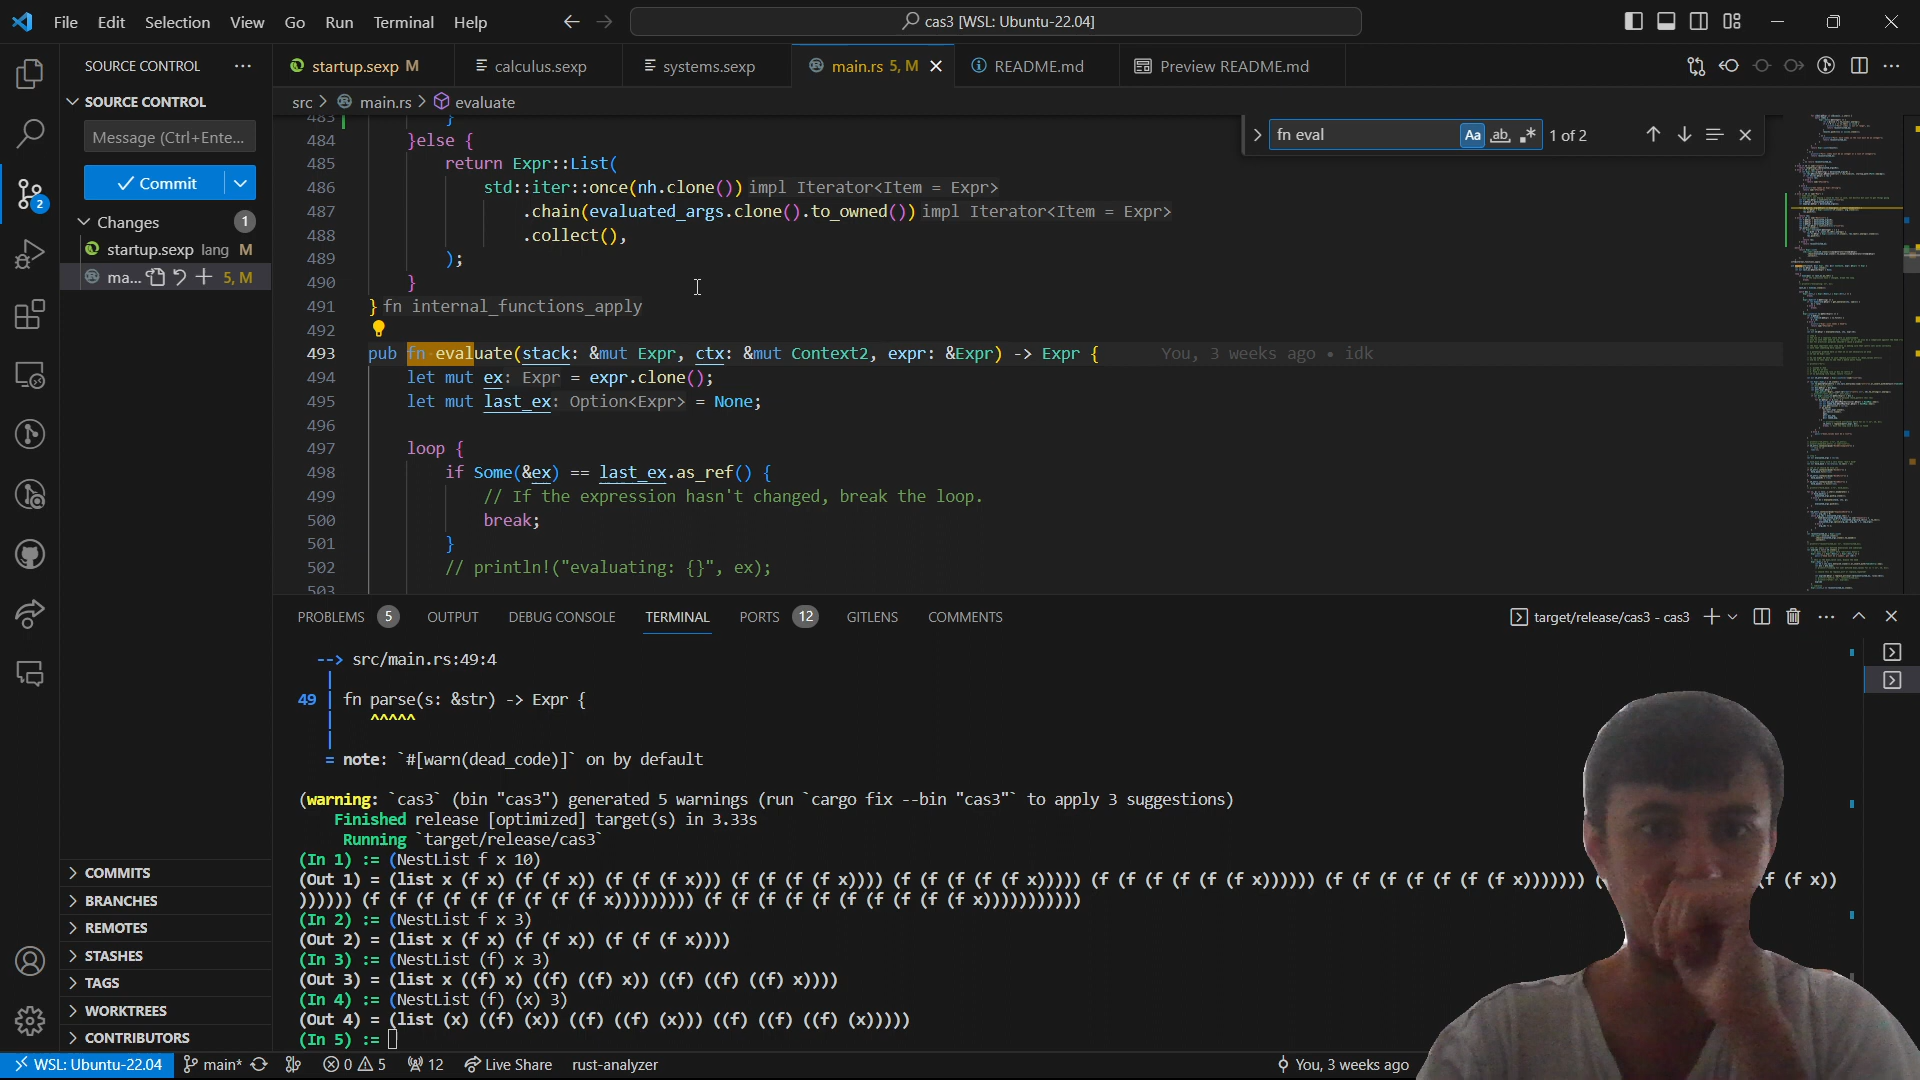 File Edit Selection View Go Run Terminal Help
cas3 [WSL: Ubuntu-22.04]
SOURCE CONTROL
startup.sexp M
calculus.sexp
systems.sexp
main.rs 5, M
README.md
Preview README.md
SOURCE CONTROL
src > main.rs > evaluate
Message (Ctrl+Ente...
Commit
Changes 1
startup.sexp lang M
ma... 5, M
2
fn eval
Aa ab 1 of 2
483 }
484 }else {
485 return Expr::List(
486 std::iter::once(nh.clone()) impl Iterator<Item = Expr>
487 .chain(evaluated_args.clone().to_owned()) impl Iterator<Item = Expr>
488 .collect(),
489 );
490 }
491 } fn internal_functions_apply
492
493 pub fn evaluate(stack: &mut Expr, ctx: &mut Context2, expr: &Expr) -> Expr { You, 3 weeks ago • idk
494 let mut ex: Expr = expr.clone();
495 let mut last_ex: Option<Expr> = None;
496
497 loop {
498 if Some(&ex) == last_ex.as_ref() {
499 // If the expression hasn't changed, break the loop.
500 break;
501 }
502 // println!("evaluating: {}", ex);
503
PROBLEMS 5 OUTPUT DEBUG CONSOLE TERMINAL PORTS 12 GITLENS COMMENTS
target/release/cas3 - cas3
--> src/main.rs:49:4
|
49 | fn parse(s: &str) -> Expr {
| ^^^^^
|
= note: `#[warn(dead_code)]` on by default
(warning: `cas3` (bin "cas3") generated 5 warnings (run `cargo fix --bin "cas3"` to apply 3 suggestions)
Finished release [optimized] target(s) in 3.33s
Running `target/release/cas3`
(In 1) := (NestList f x 10)
(Out 1) = (list x (f x) (f (f x)) (f (f (f x))) (f (f (f (f x)))) (f (f (f (f (f x))))) (f (f (f (f (f (f x)))))) (f (f (f (f (f (f (f x))))))) (f (f x))
)))))) (f (f (f (f (f (f (f (f (f x))))))))) (f (f (f (f (f (f (f (f (f (f x)))))))))))
(In 2) := (NestList f x 3)
(Out 2) = (list x (f x) (f (f x)) (f (f (f x))))
(In 3) := (NestList (f) x 3)
(Out 3) = (list x ((f) x) ((f) ((f) x)) ((f) ((f) ((f) x))))
(In 4) := (NestList (f) (x) 3)
(Out 4) = (list (x) ((f) (x)) ((f) ((f) (x))) ((f) ((f) ((f) (x)))))
(In 5) :=
COMMITS
BRANCHES
REMOTES
STASHES
TAGS
WORKTREES
CONTRIBUTORS
WSL: Ubuntu-22.04 main* 0 5 12 Live Share rust-analyzer You, 3 weeks ago